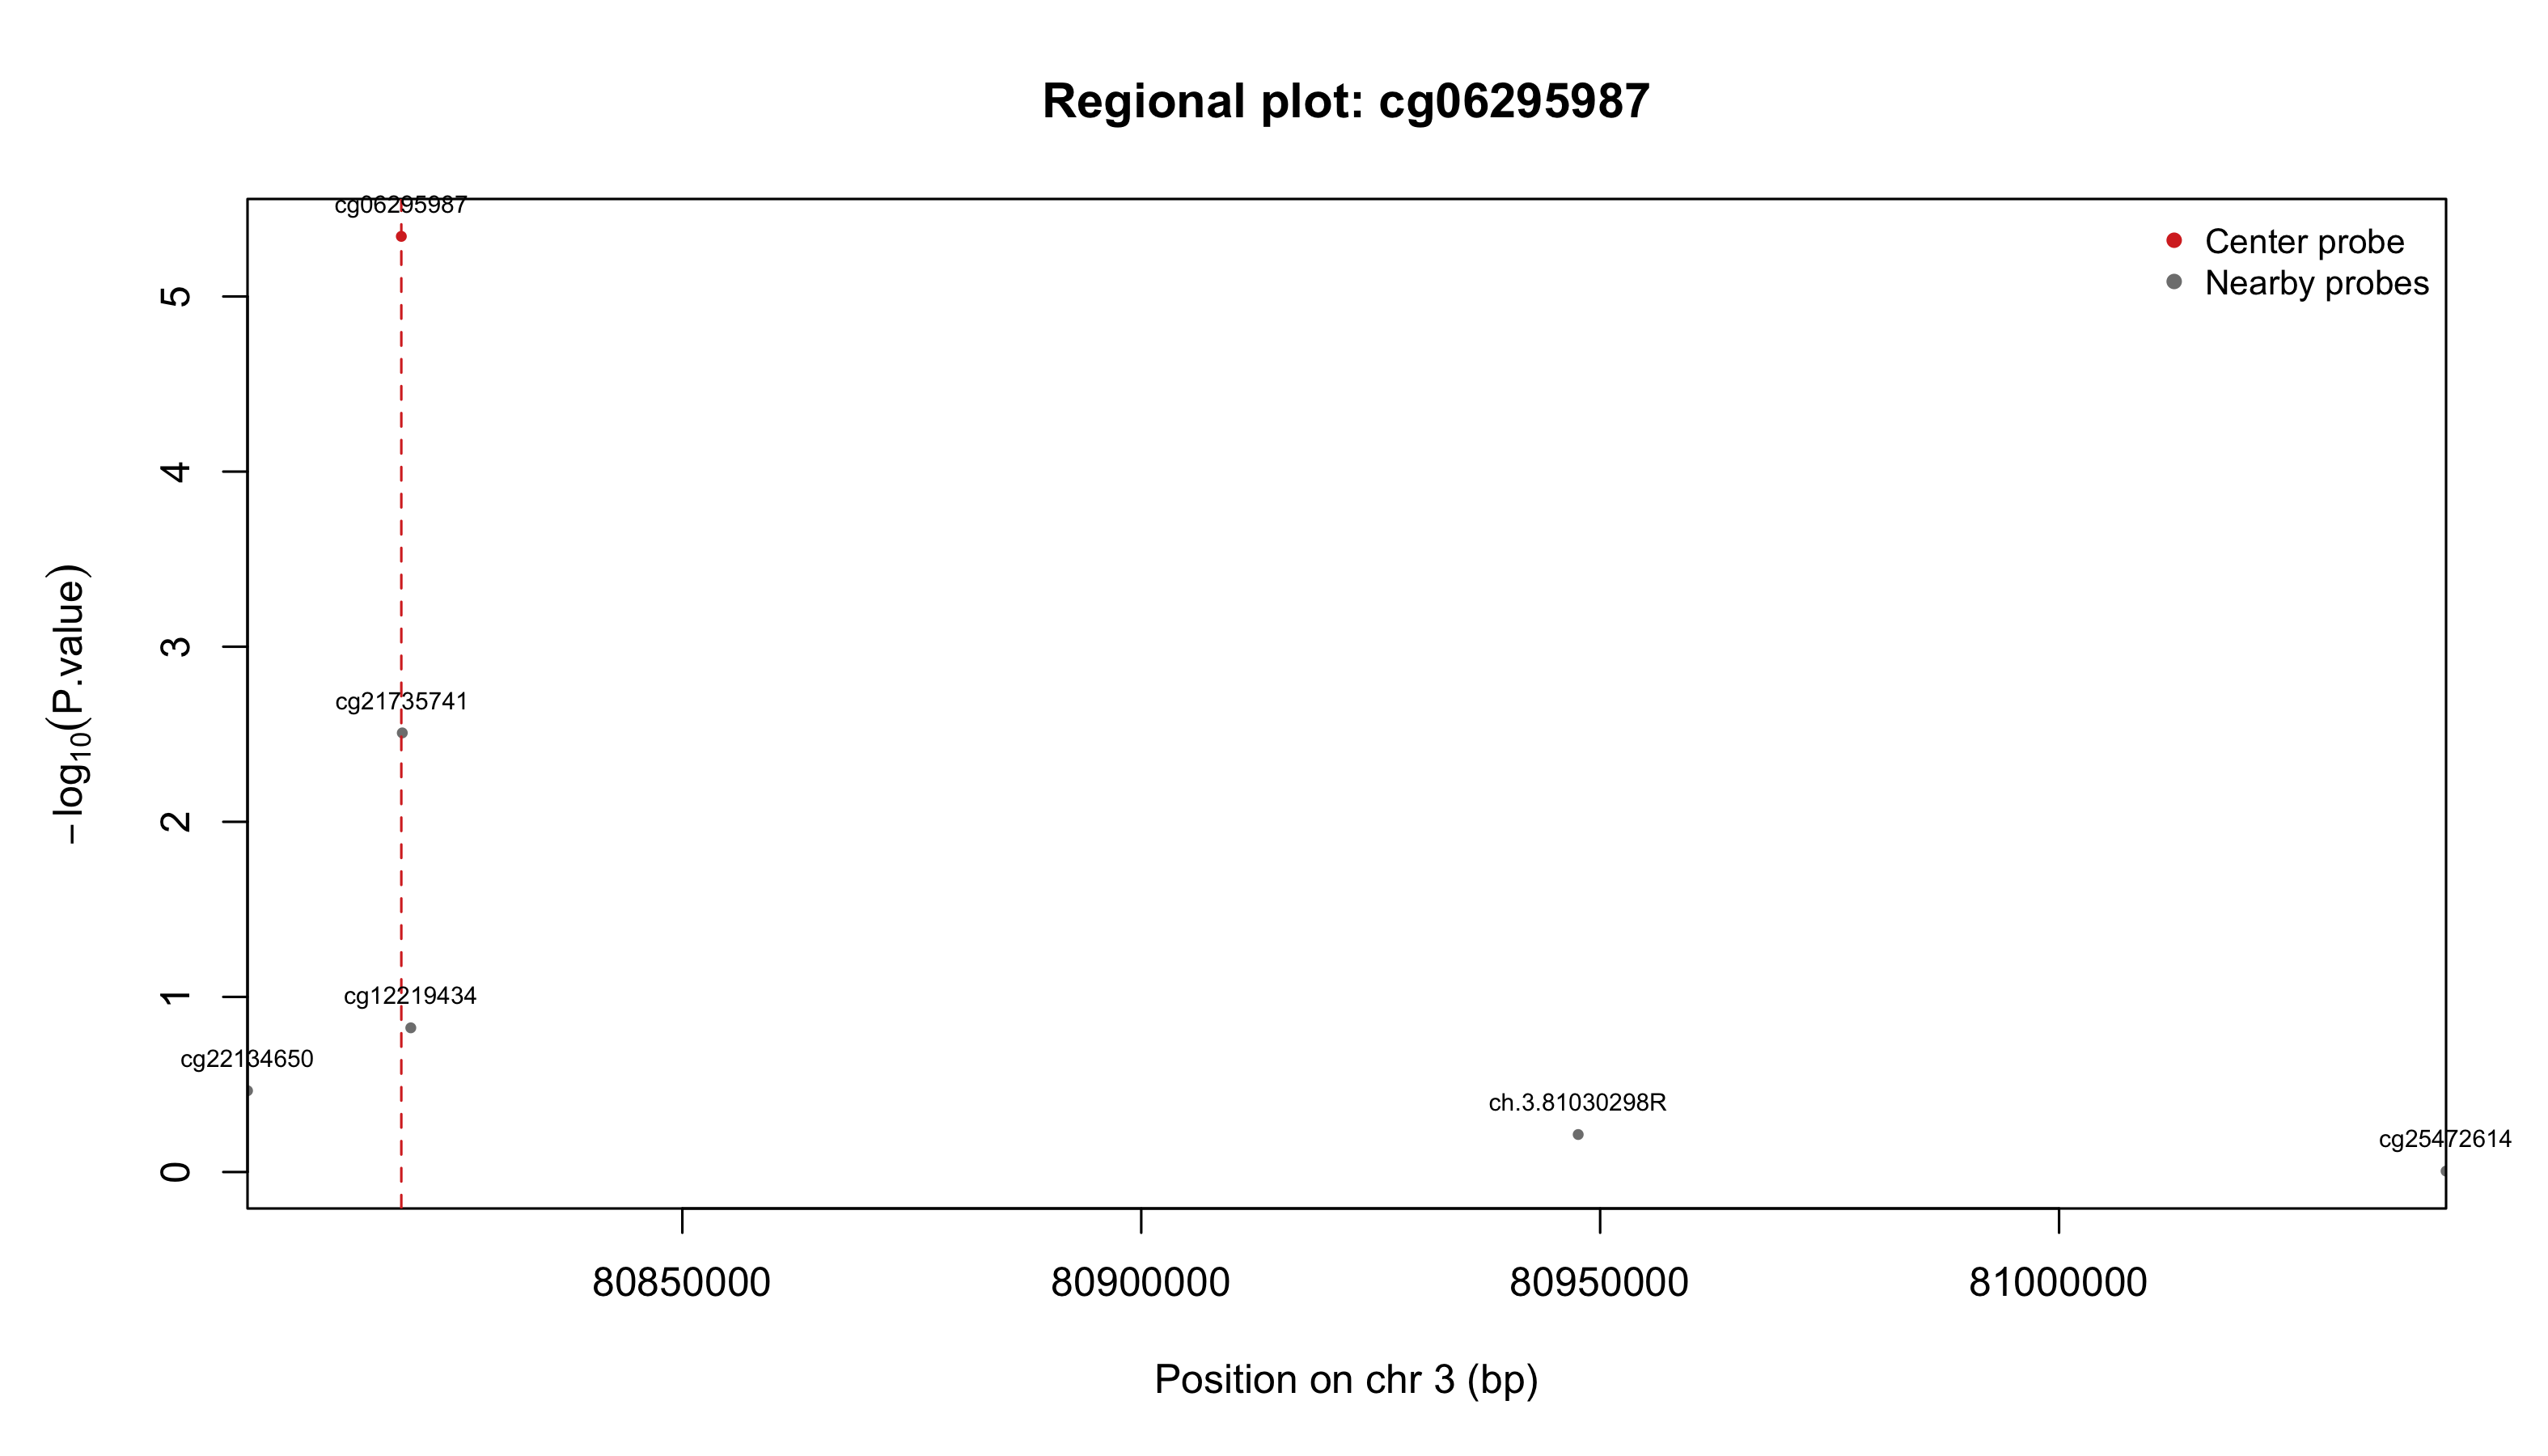 Regional plot: cg06295987
cg06295987
Center probe
Nearby probes
5
4
3
2
1
0
−log10(P.value)
cg21735741
cg12219434
cg22134650
ch.3.81030298R
cg25472614
80850000 80900000 80950000 81000000
Position on chr 3 (bp)